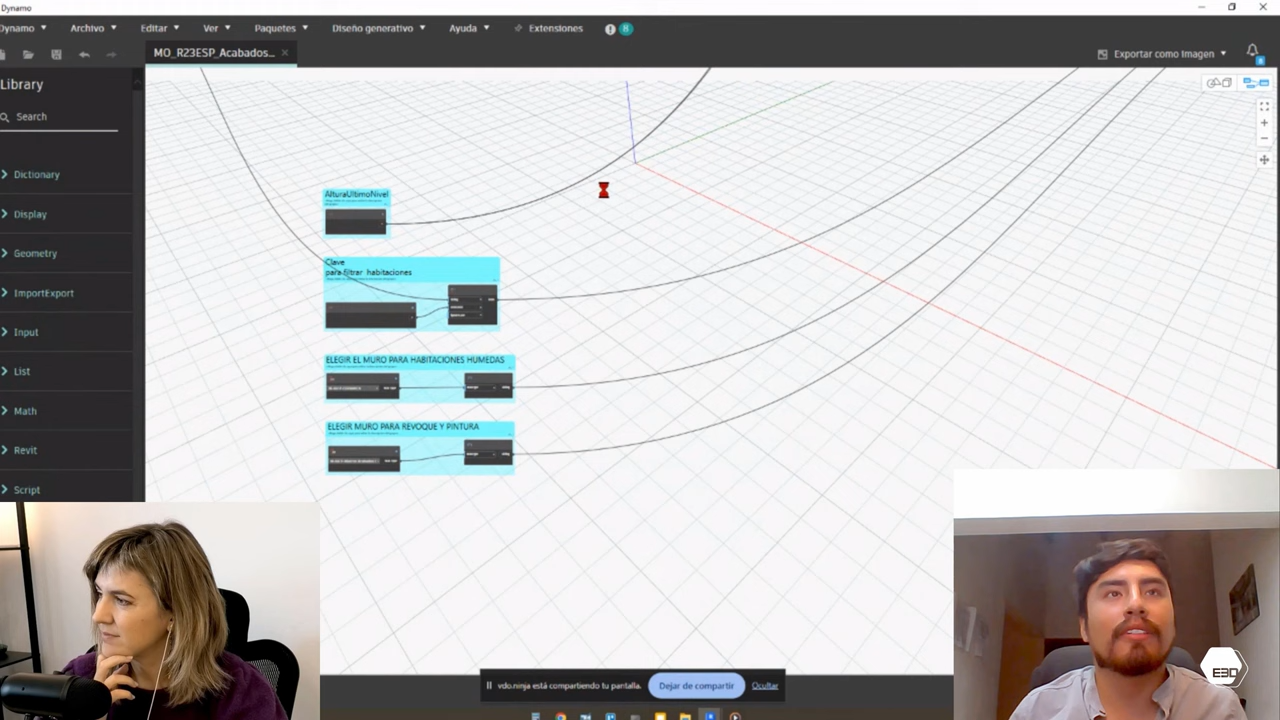 Dynamo
Dynamo Archivo Editar Ver Paquetes Diseño generativo Ayuda Extensiones 8
MO_R23ESP_Acabados...
Exportar como Imagen
Library
Search
Dictionary
Display
Geometry
ImportExport
Input
List
Math
Revit
Script
AlturaUltimoNivel
Clave
para filtrar habitaciones
ELEGIR EL MURO PARA HABITACIONES HUMEDAS
ELEGIR MURO PARA REVOQUE Y PINTURA
vdo.ninja está compartiendo tu pantalla. Dejar de compartir Ocultar
E3D